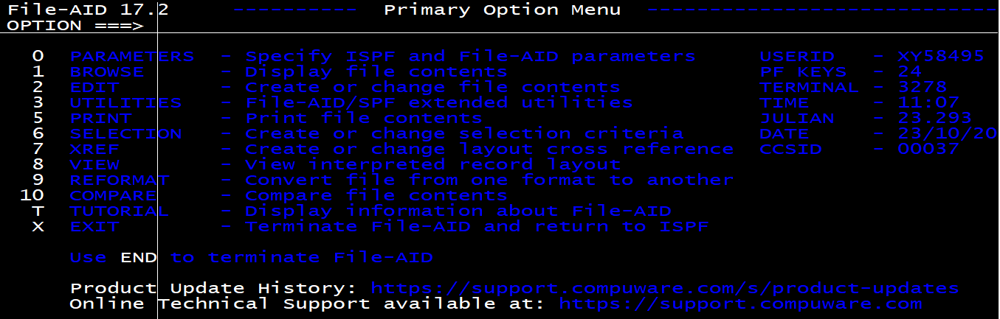 File-AID 17.2 ---------- Primary Option Menu ----------------------------
OPTION ===>
0 PARAMETERS - Specify ISPF and File-AID parameters USERID - XY58495
1 BROWSE - Display file contents PF KEYS - 24
2 EDIT - Create or change file contents TERMINAL - 3278
3 UTILITIES - File-AID/SPF extended utilities TIME - 11:07
5 PRINT - Print file contents JULIAN - 23.293
6 SELECTION - Create or change selection criteria DATE - 23/10/20
7 XREF - Create or change layout cross reference CCSID - 00037
8 VIEW - View interpreted record layout
9 REFORMAT - Convert file from one format to another
10 COMPARE - Compare file contents
T TUTORIAL - Display information about File-AID
X EXIT - Terminate File-AID and return to ISPF
Use END to terminate File-AID
Product Update History: https://support.compuware.com/s/product-updates
Online Technical Support available at: https://support.compuware.com